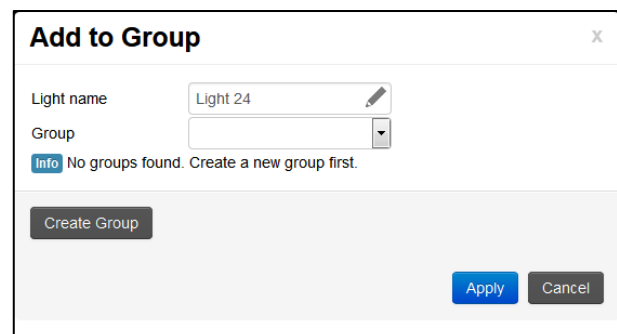 Add to Group
x
Light name
Light 24
Group
Info No groups found. Create a new group first.
Create Group
Apply
Cancel